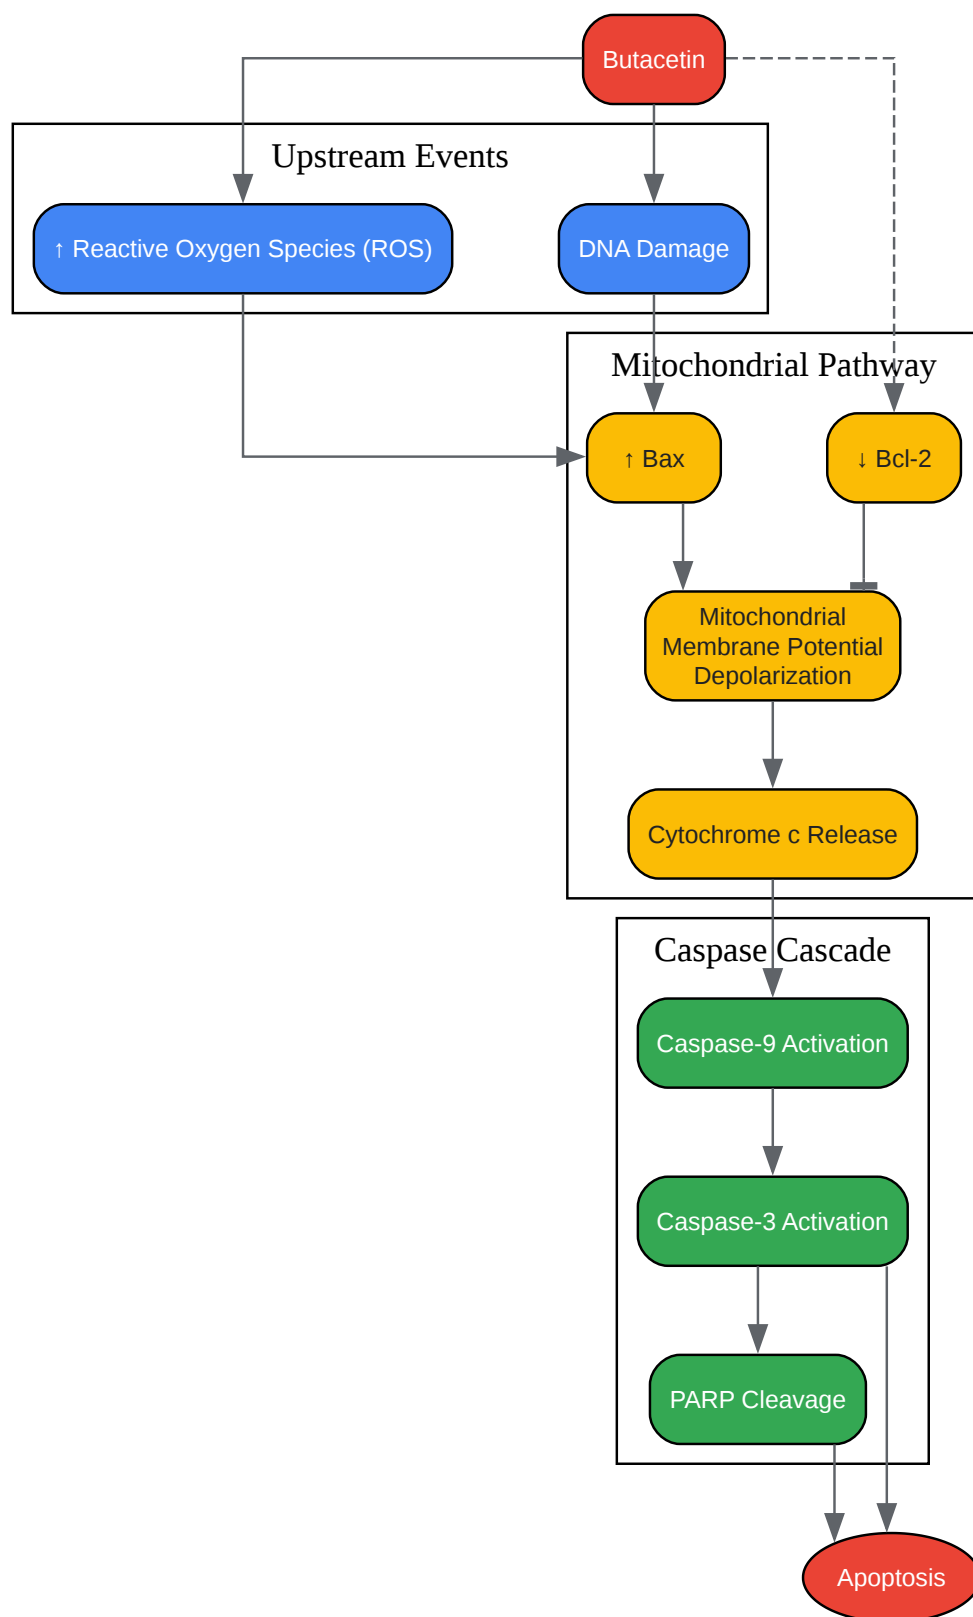 Butacetin
Upstream Events
↑ Reactive Oxygen Species (ROS)
DNA Damage
Mitochondrial Pathway
↑ Bax
↓ Bcl-2
Mitochondrial
Membrane Potential
Depolarization
Cytochrome c Release
Caspase Cascade
Caspase-9 Activation
Caspase-3 Activation
PARP Cleavage
Apoptosis